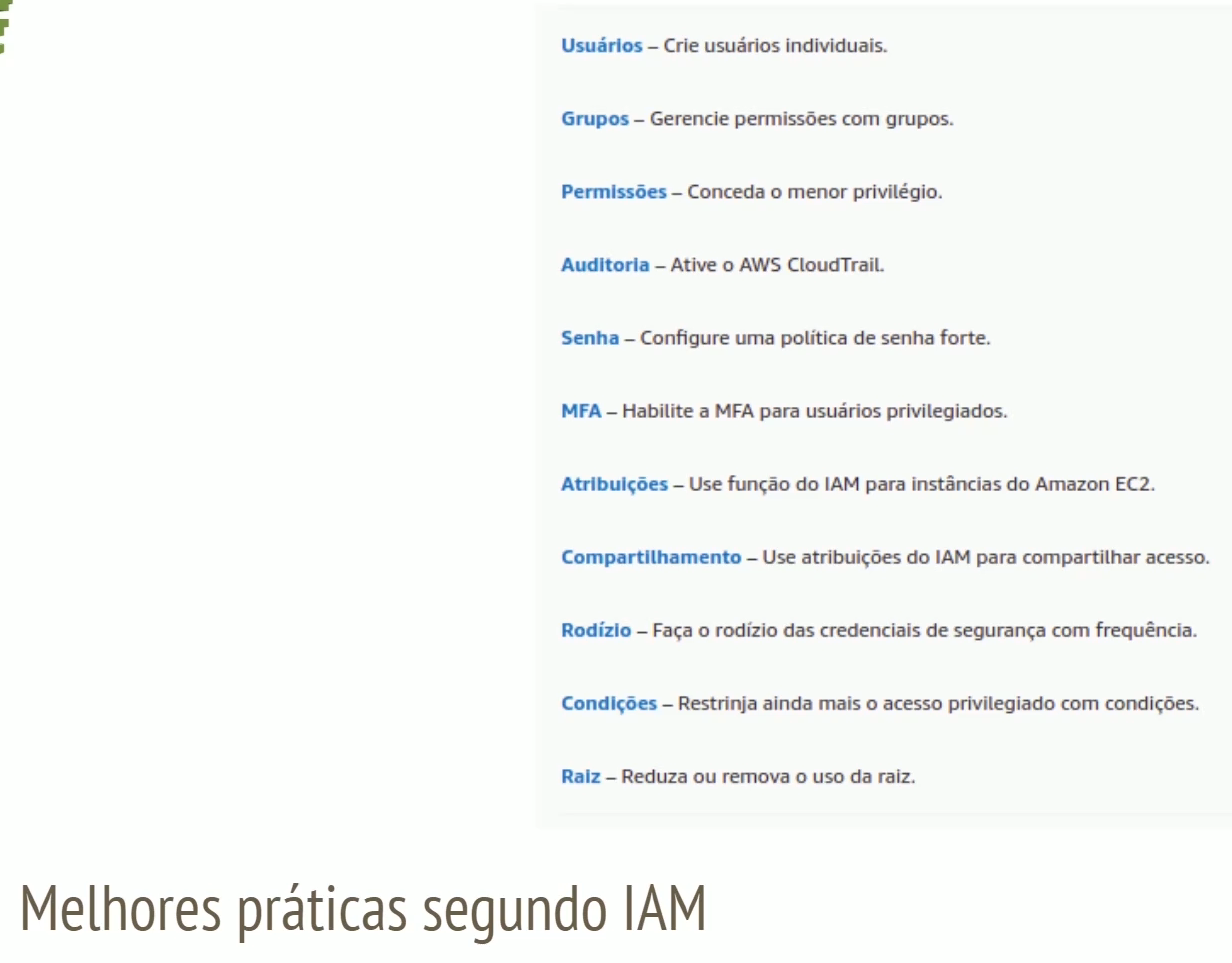 Usuários – Crie usuários individuais.
Grupos – Gerencie permissões com grupos.
Permissões – Conceda o menor privilégio.
Auditoria – Ative o AWS CloudTrail.
Senha – Configure uma política de senha forte.
MFA – Habilite a MFA para usuários privilegiados.
Atribuições – Use função do IAM para instâncias do Amazon EC2.
Compartilhamento – Use atribuições do IAM para compartilhar acesso.
Rodízio – Faça o rodízio das credenciais de segurança com frequência.
Condições – Restrinja ainda mais o acesso privilegiado com condições.
Raiz – Reduza ou remova o uso da raiz.
Melhores práticas segundo IAM